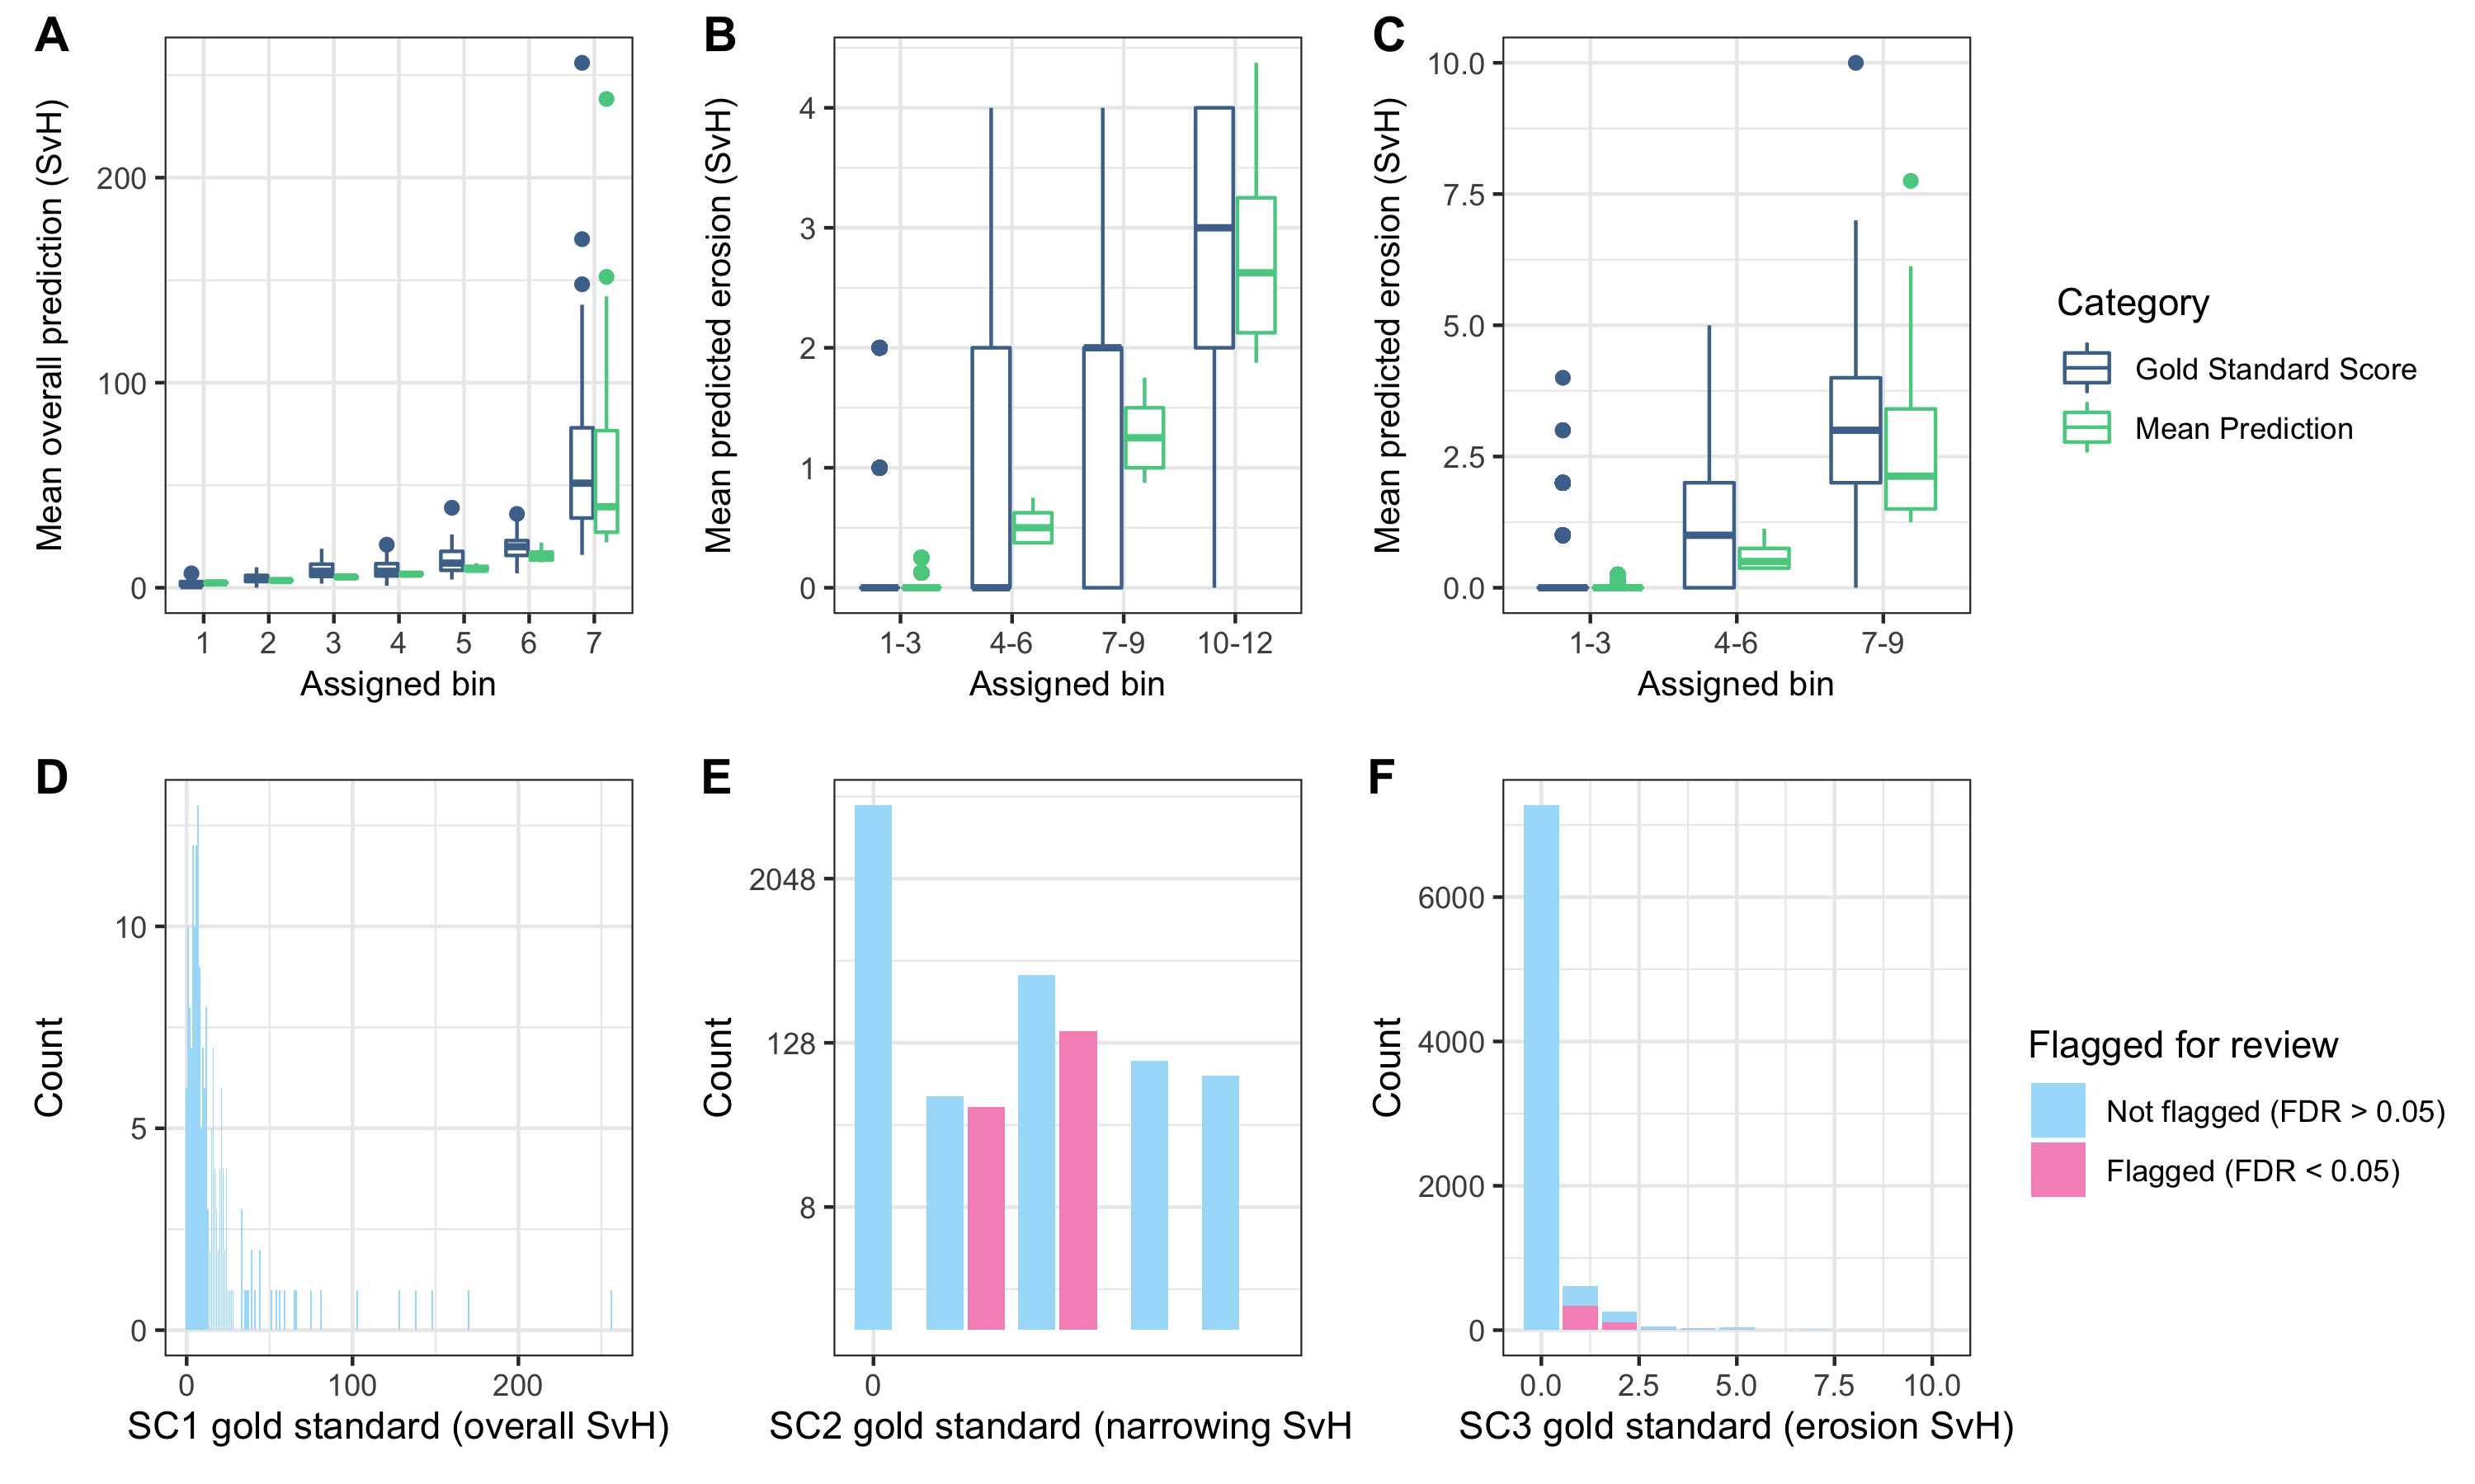 A
Mean overall prediction (SvH)
200
100
0
1 2 3 4 5 6 7
Assigned bin
B
Mean predicted erosion (SvH)
4
3
2
1
0
1-3 4-6 7-9 10-12
Assigned bin
C
Mean predicted erosion (SvH)
10.0
7.5
5.0
2.5
0.0
1-3 4-6 7-9
Assigned bin
Category
Gold Standard Score
Mean Prediction
D
Count
10
5
0
0 100 200
SC1 gold standard (overall SvH)
E
Count
2048
128
8
0
SC2 gold standard (narrowing SvH
F
Count
6000
4000
2000
0
0.0 2.5 5.0 7.5 10.0
SC3 gold standard (erosion SvH)
Flagged for review
Not flagged (FDR > 0.05)
Flagged (FDR < 0.05)